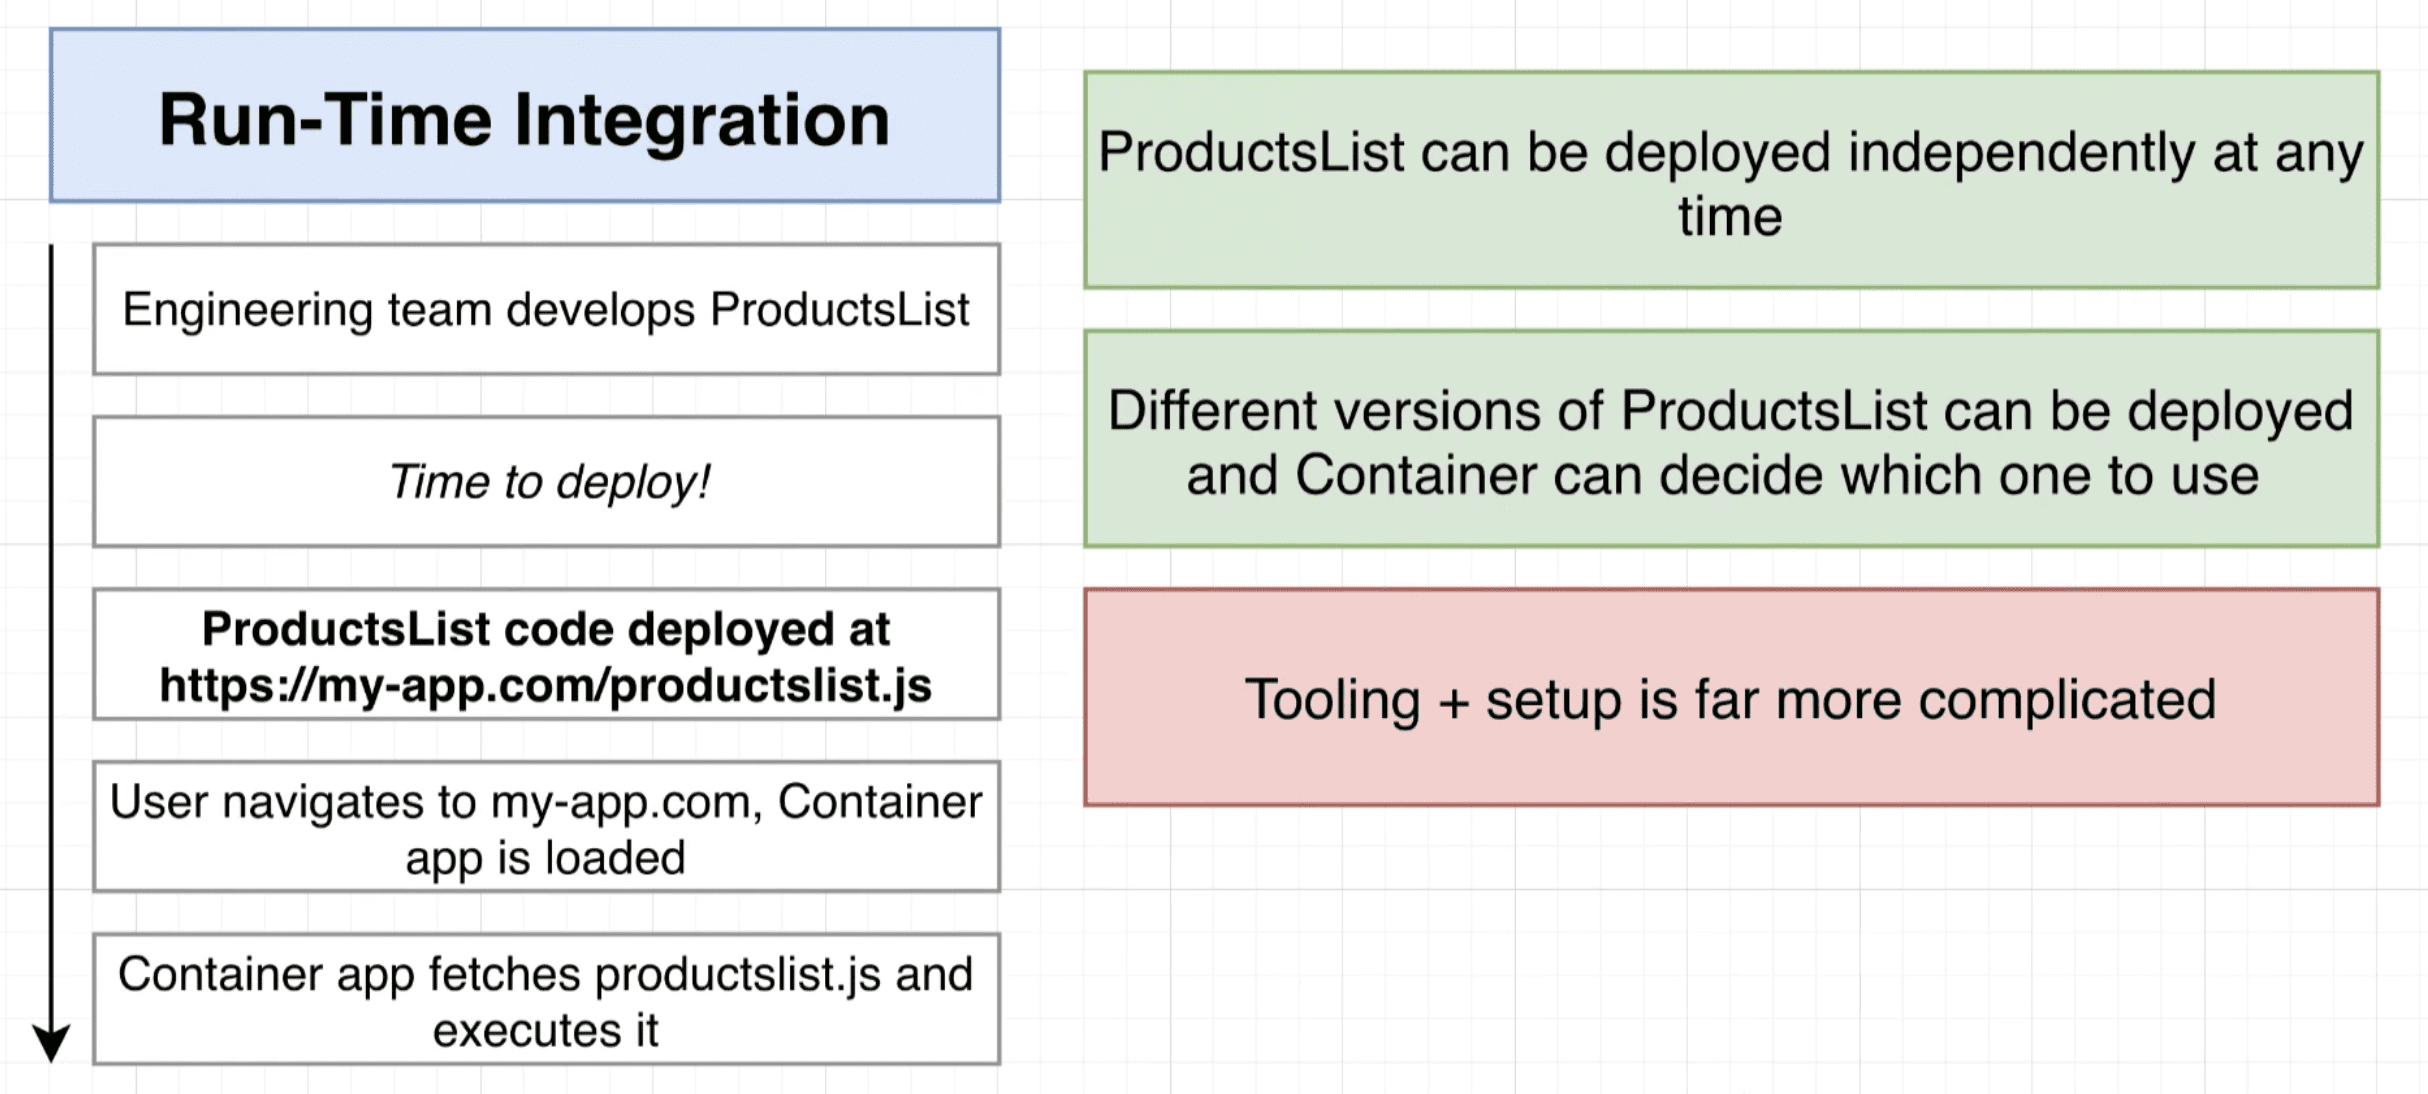 Run-Time Integration
Engineering team develops ProductsList
Time to deploy!
ProductsList code deployed at
https://my-app.com/productslist.js
User navigates to my-app.com, Container
app is loaded
Container app fetches productslist.js and
executes it
ProductsList can be deployed independently at any
time
Different versions of ProductsList can be deployed
and Container can decide which one to use
Tooling + setup is far more complicated